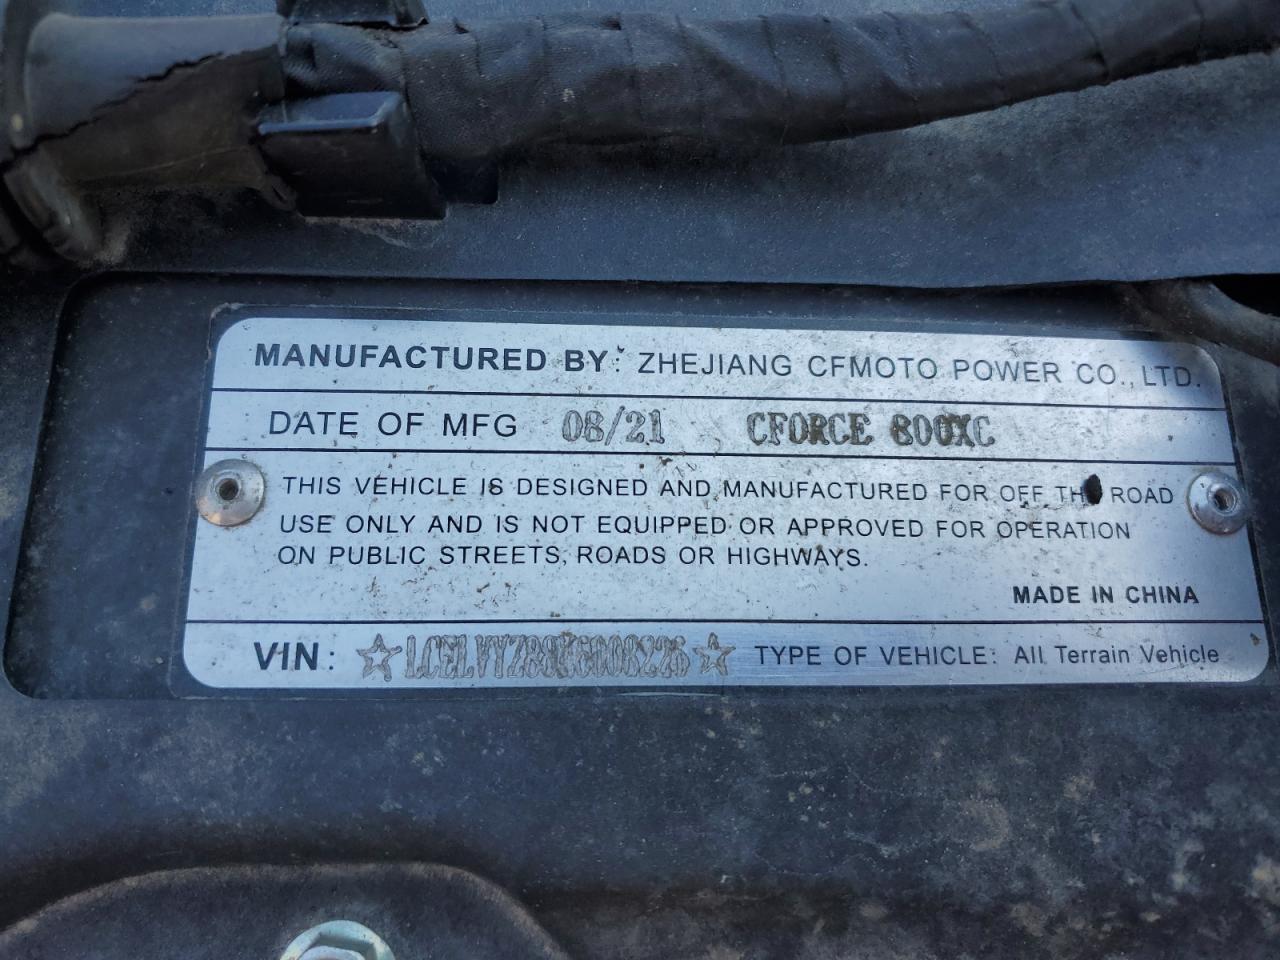 MANUFACTURED BY: ZHEJIANG CFMOTO POWER CO., LTD.
DATE OF MFG 08/21 CFORCE 800XC
THIS VEHICLE IS DESIGNED AND MANUFACTURED FOR OFF ROAD
USE ONLY AND IS NOT EQUIPPED OR APPROVED FOR OPERATION
ON PUBLIC STREETS, ROADS OR HIGHWAYS.
MADE IN CHINA
VIN: TYPE OF VEHICLE: All Terrain Vehicle